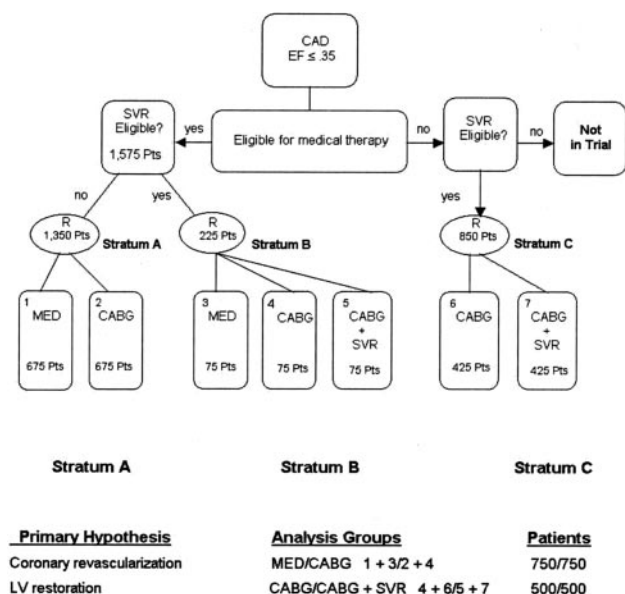 CAD
EF ≤ .35
SVR
Eligible?
1,575 Pts
yes
Eligible for medical therapy
no
SVR
Eligible?
no
Not
in Trial
no
yes
yes
R
1,350 Pts
Stratum A
R
225 Pts
Stratum B
R
850 Pts
Stratum C
1
MED
675 Pts
2
CABG
675 Pts
3
MED
75 Pts
4
CABG
75 Pts
5
CABG
+
SVR
75 Pts
6
CABG
425 Pts
7
CABG
+
SVR
425 Pts
Stratum A Stratum B Stratum C
Primary Hypothesis Analysis Groups Patients
Coronary revascularization MED/CABG 1 + 3/2 + 4 750/750
LV restoration CABG/CABG + SVR 4 + 6/5 + 7 500/500